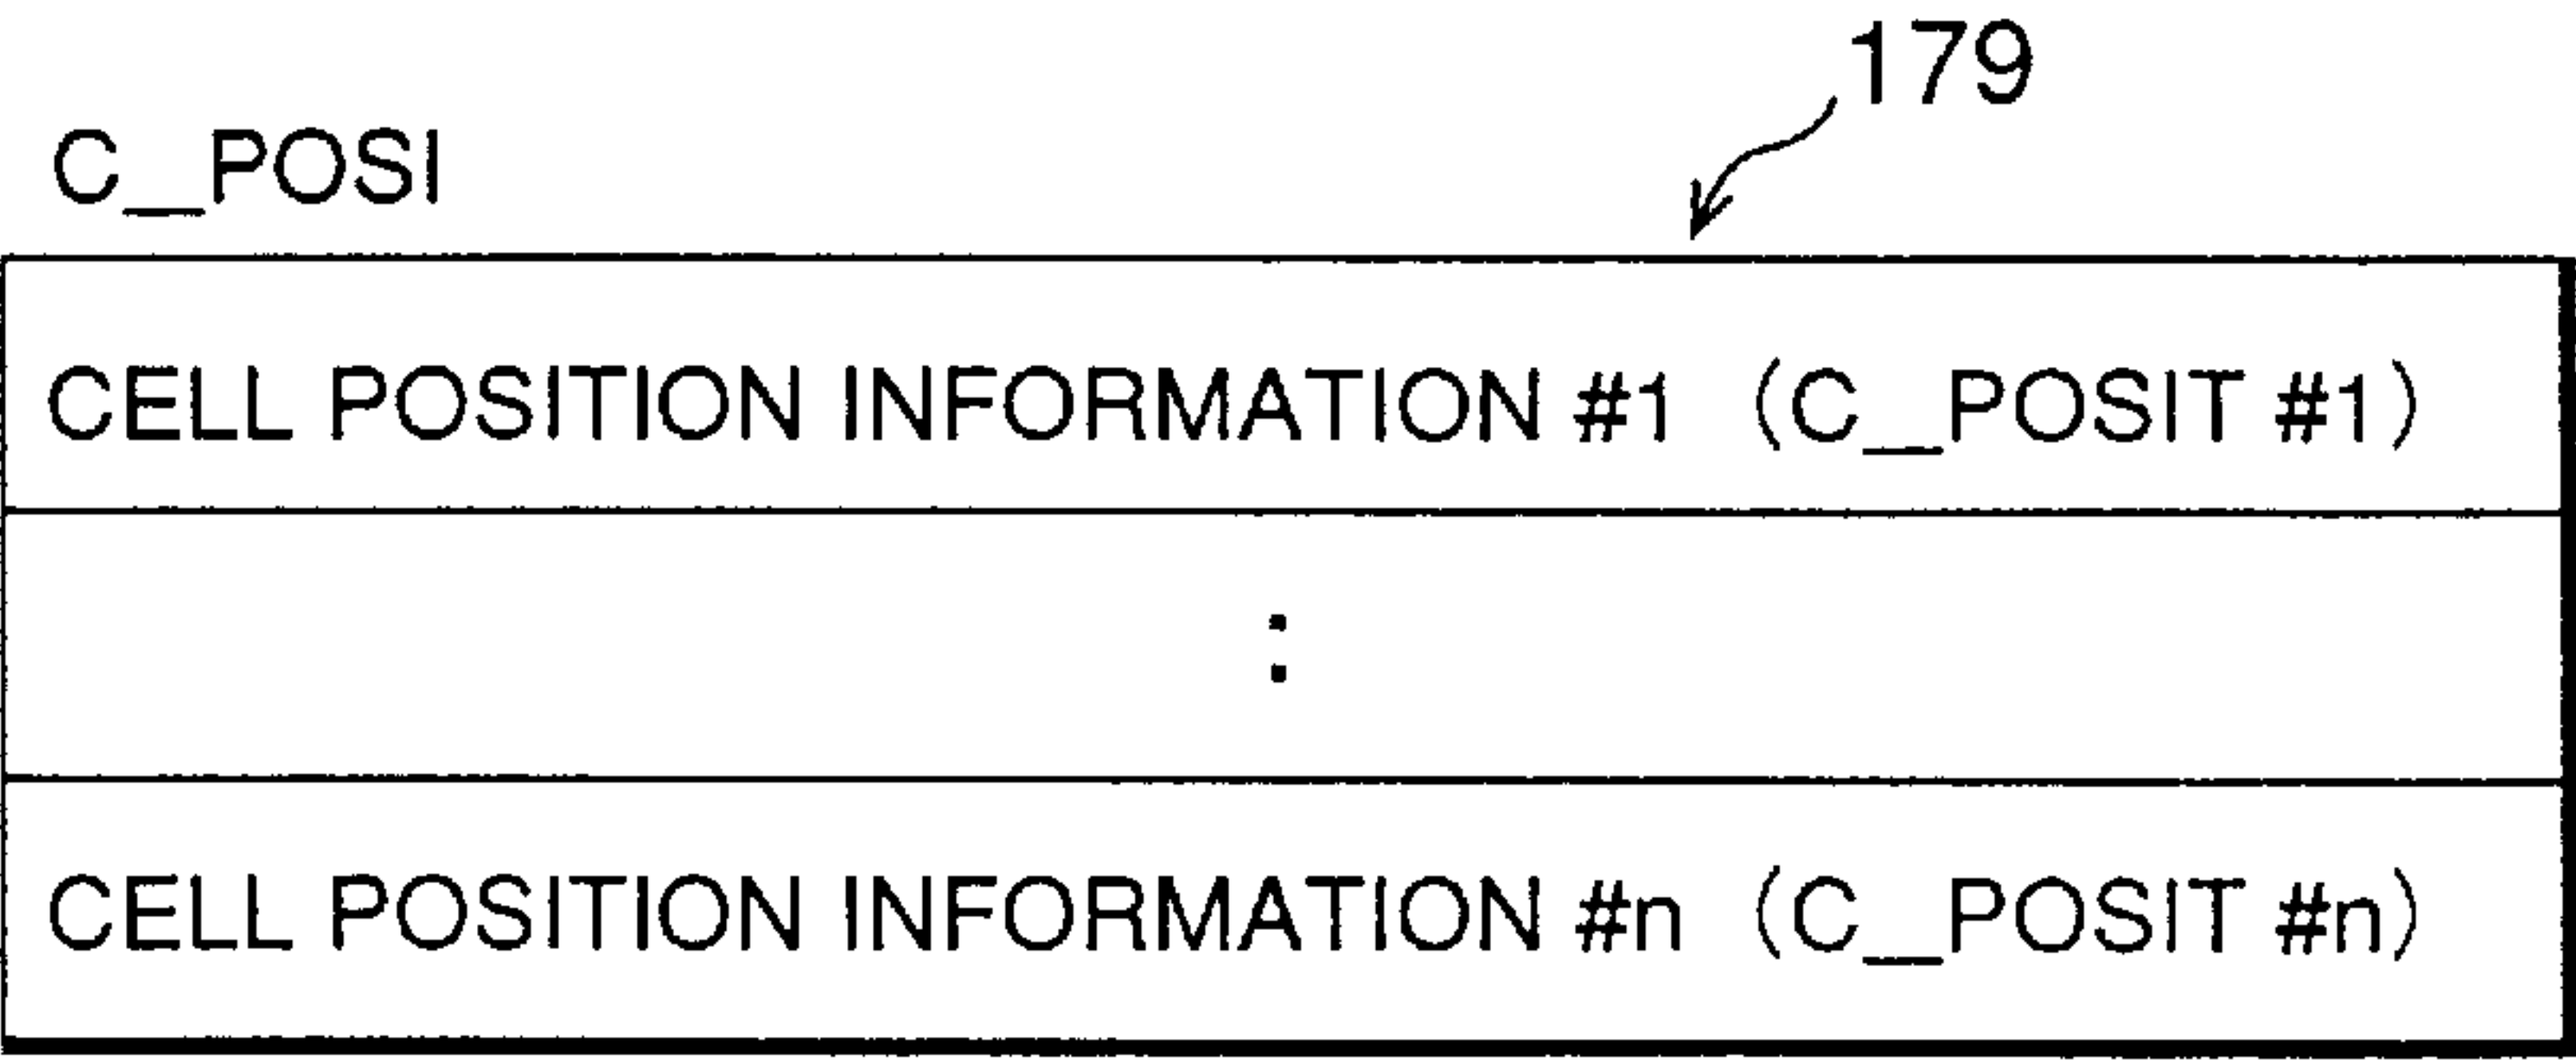 179
C_POSI
CELL POSITION INFORMATION #1 (C_POSIT #1)
:
CELL POSITION INFORMATION #n (C_POSIT #n)